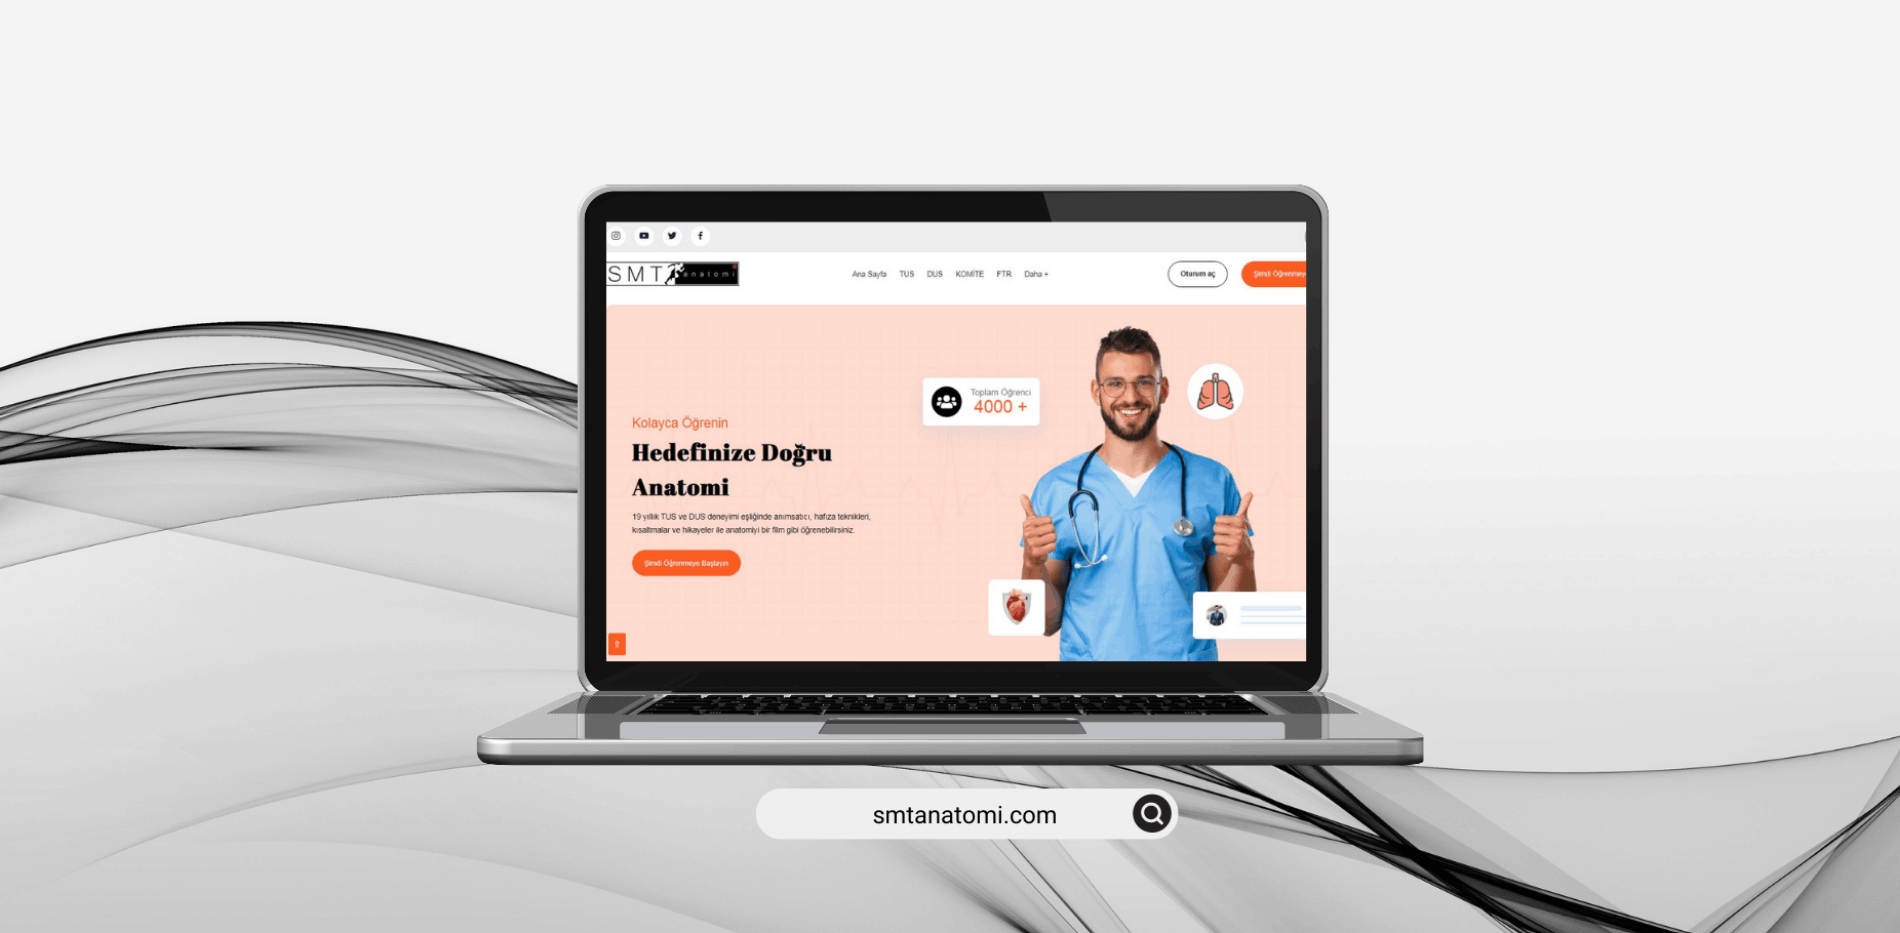 SMT anatomi
Ana Sayfa TUS DUS KOMİTE FTR Daha +
Oturum aç
Şimdi Öğrenmeye
Toplam Öğrenci
4000 +
Kolayca Öğrenin
Hedefinize Doğru
Anatomi
19 yıllık TUS ve DUS deneyimi eşliğinde anımsatıcı, hafıza teknikleri,
kısaltmalar ve hikayeler ile anatomiyi bir film gibi öğrenebilirsiniz.
Şimdi Öğrenmeye Başlayın
smtanatomi.com